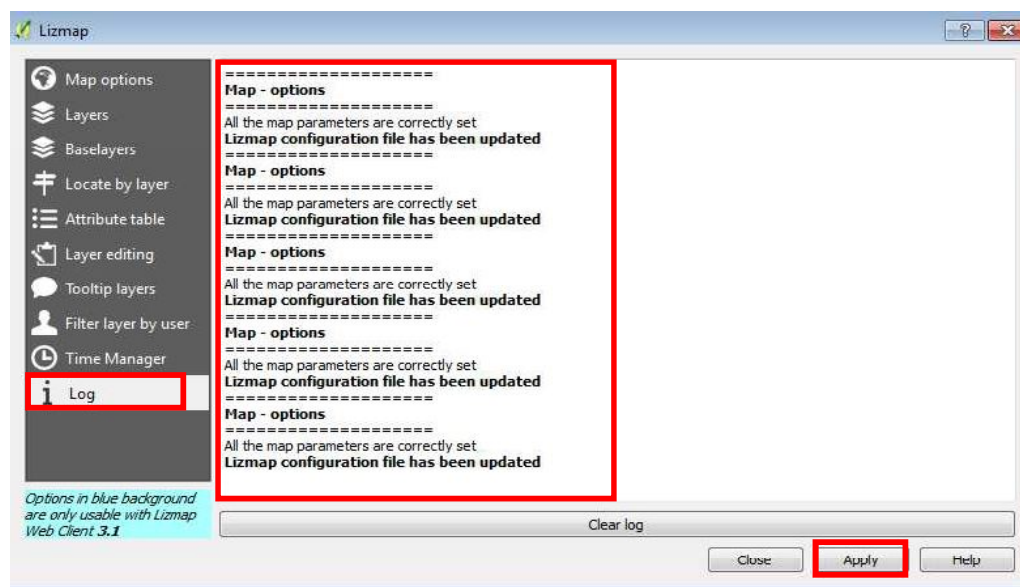 Lizmap
Map options
Layers
Baselayers
Locate by layer
Attribute table
Layer editing
Tooltip layers
Filter layer by user
Time Manager
Log
Options in blue background
are only usable with Lizmap
Web Client 3.1
====================
Map - options
====================
All the map parameters are correctly set
Lizmap configuration file has been updated
====================
Map - options
====================
All the map parameters are correctly set
Lizmap configuration file has been updated
====================
Map - options
====================
All the map parameters are correctly set
Lizmap configuration file has been updated
====================
Map - options
====================
All the map parameters are correctly set
Lizmap configuration file has been updated
====================
Map - options
====================
All the map parameters are correctly set
Lizmap configuration file has been updated
Clear log
Close Apply Help